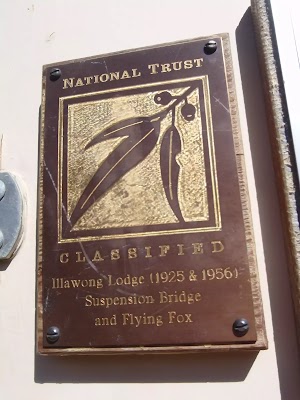 NATIONAL TRUST
CLASSIFIED
Illawong Lodge (1925 & 1956)
Suspension Bridge
and Flying Fox